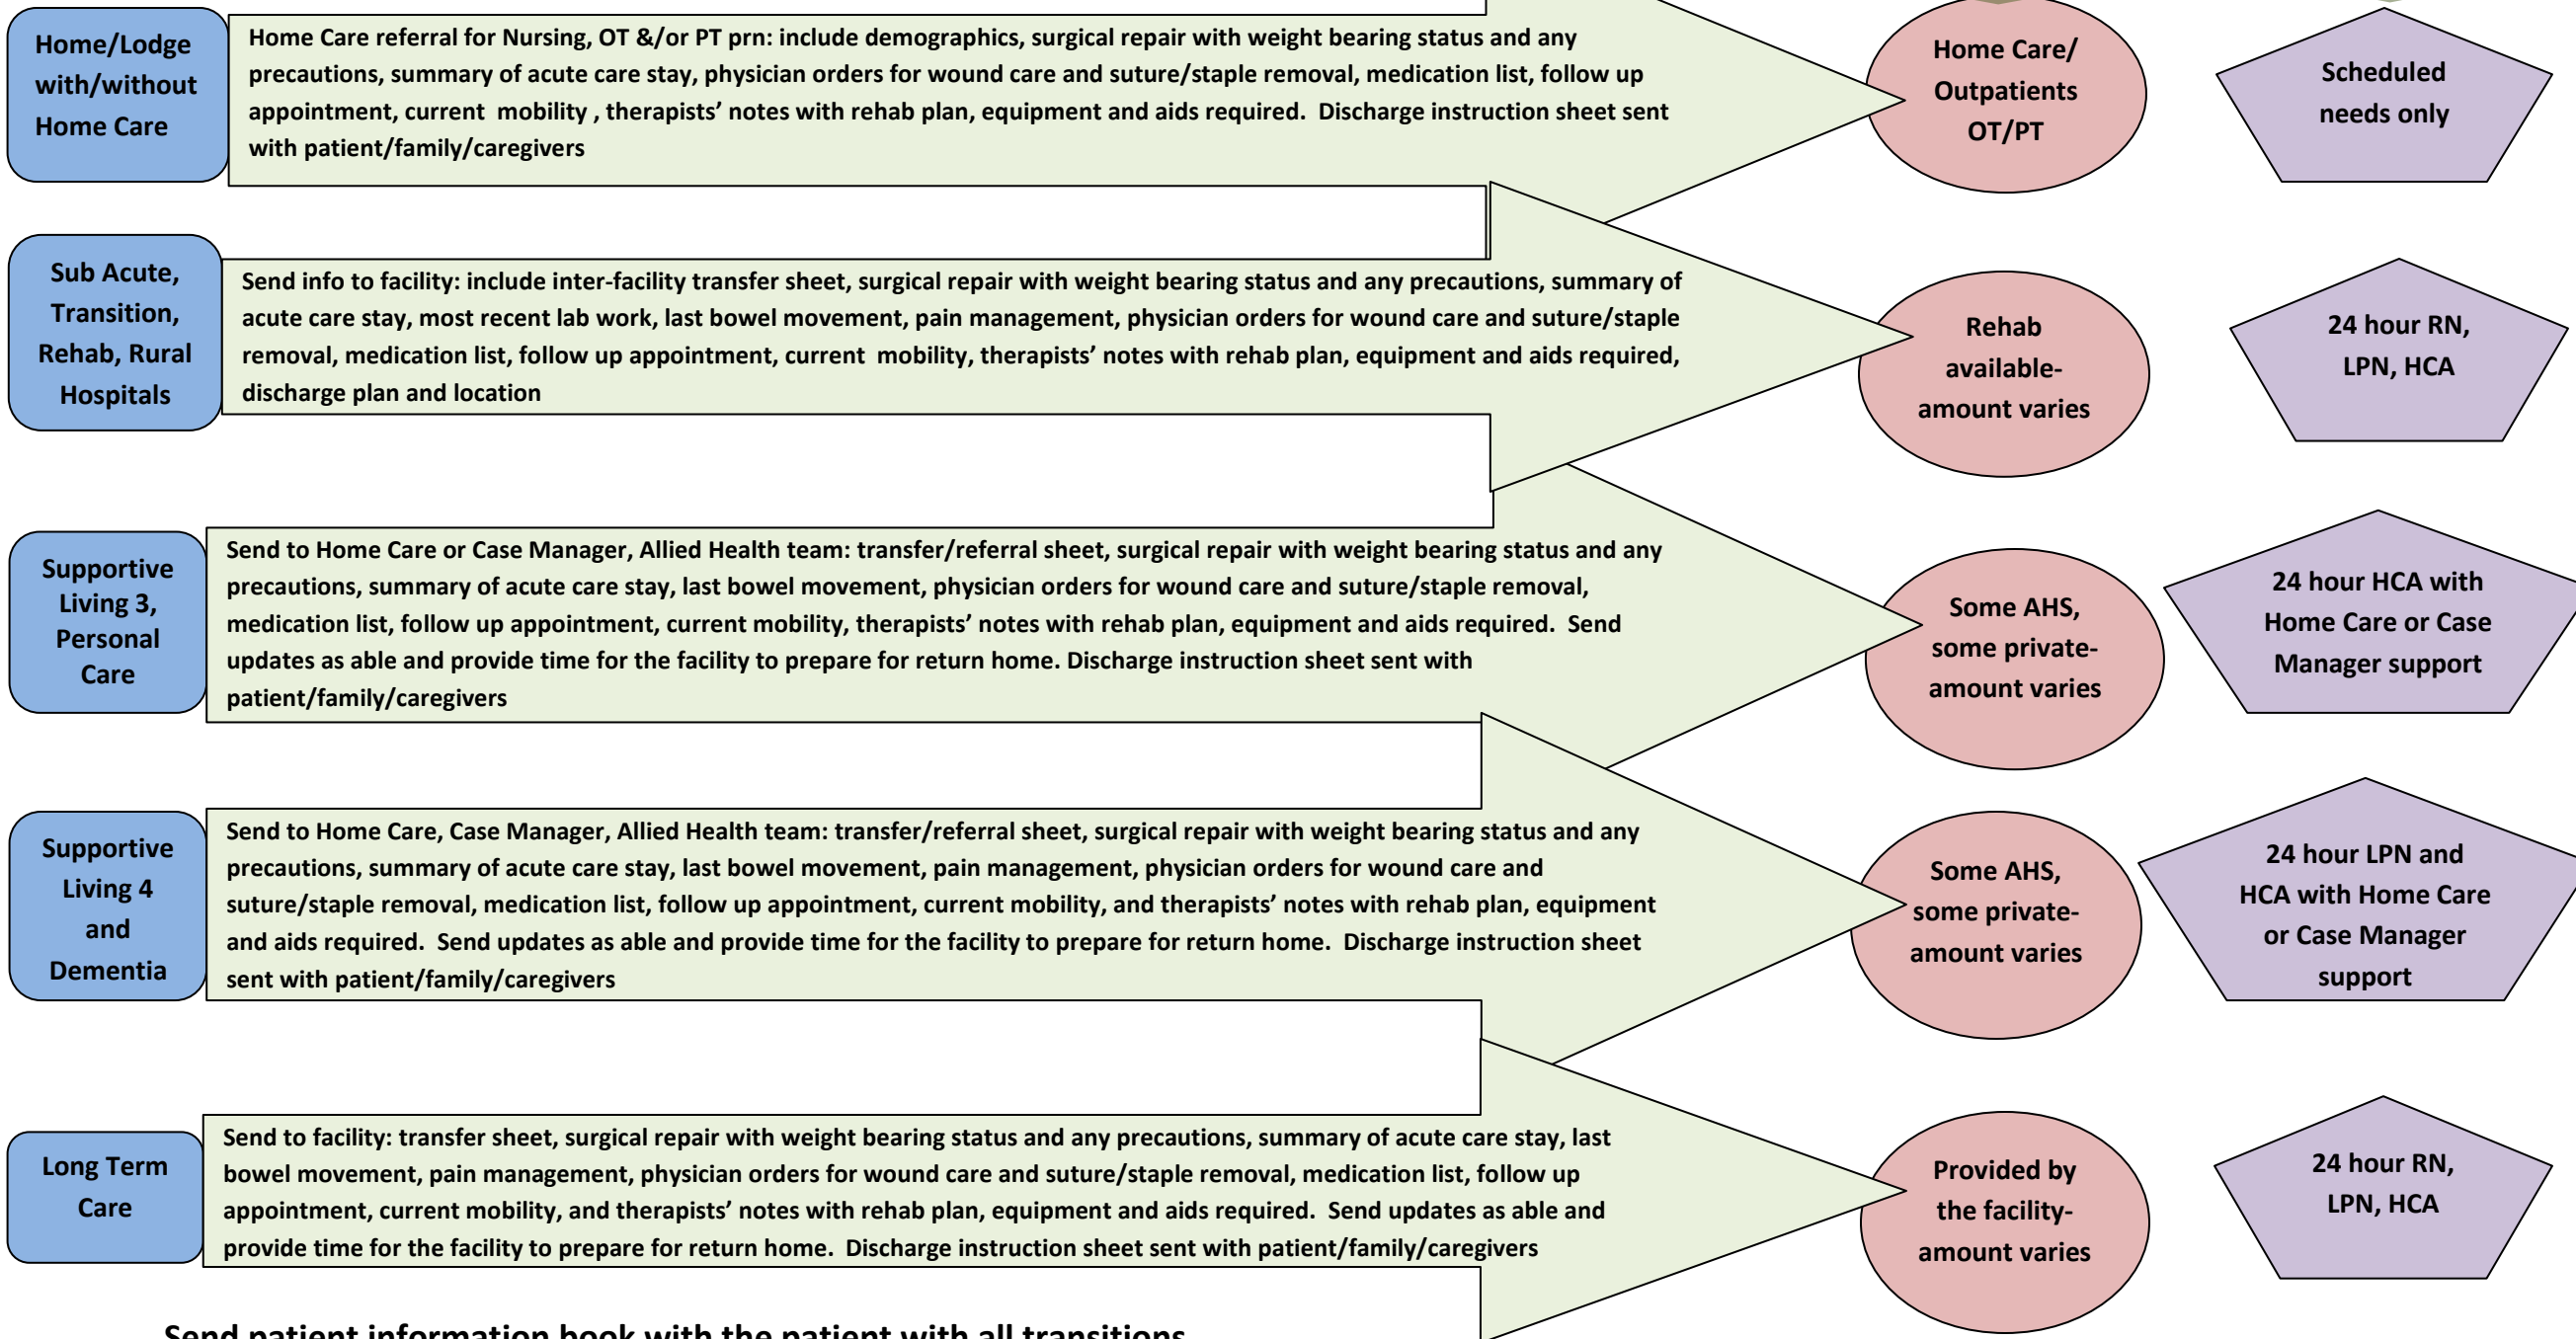 Home/Lodge
with/without
Home Care
Home Care referral for Nursing, OT &/or PT prn: include demographics, surgical repair with weight bearing status and any
precautions, summary of acute care stay, physician orders for wound care and suture/staple removal, medication list, follow up
appointment, current mobility , therapists’ notes with rehab plan, equipment and aids required. Discharge instruction sheet sent
with patient/family/caregivers
Home Care/
Outpatients
OT/PT
Scheduled
needs only
Sub Acute,
Transition,
Rehab, Rural
Hospitals
Send info to facility: include inter-facility transfer sheet, surgical repair with weight bearing status and any precautions, summary of
acute care stay, most recent lab work, last bowel movement, pain management, physician orders for wound care and suture/staple
removal, medication list, follow up appointment, current mobility, therapists’ notes with rehab plan, equipment and aids required,
discharge plan and location
Rehab
available-
amount varies
24 hour RN,
LPN, HCA
Supportive
Living 3,
Personal
Care
Send to Home Care or Case Manager, Allied Health team: transfer/referral sheet, surgical repair with weight bearing status and any
precautions, summary of acute care stay, last bowel movement, physician orders for wound care and suture/staple removal,
medication list, follow up appointment, current mobility, therapists’ notes with rehab plan, equipment and aids required. Send
updates as able and provide time for the facility to prepare for return home. Discharge instruction sheet sent with
patient/family/caregivers
Some AHS,
some private-
amount varies
24 hour HCA with
Home Care or Case
Manager support
Supportive
Living 4
and
Dementia
Send to Home Care, Case Manager, Allied Health team: transfer/referral sheet, surgical repair with weight bearing status and any
precautions, summary of acute care stay, last bowel movement, pain management, physician orders for wound care and
suture/staple removal, medication list, follow up appointment, current mobility, and therapists’ notes with rehab plan, equipment
and aids required. Send updates as able and provide time for the facility to prepare for return home. Discharge instruction sheet
sent with patient/family/caregivers
Some AHS,
some private-
amount varies
24 hour LPN and
HCA with Home Care
or Case Manager
support
Long Term
Care
Send to facility: transfer sheet, surgical repair with weight bearing status and any precautions, summary of acute care stay, last
bowel movement, pain management, physician orders for wound care and suture/staple removal, medication list, follow up
appointment, current mobility, and therapists’ notes with rehab plan, equipment and aids required. Send updates as able and
provide time for the facility to prepare for return home. Discharge instruction sheet sent with patient/family/caregivers
Provided by
the facility-
amount varies
24 hour RN,
LPN, HCA
Send patient information book with the patient with all transitions